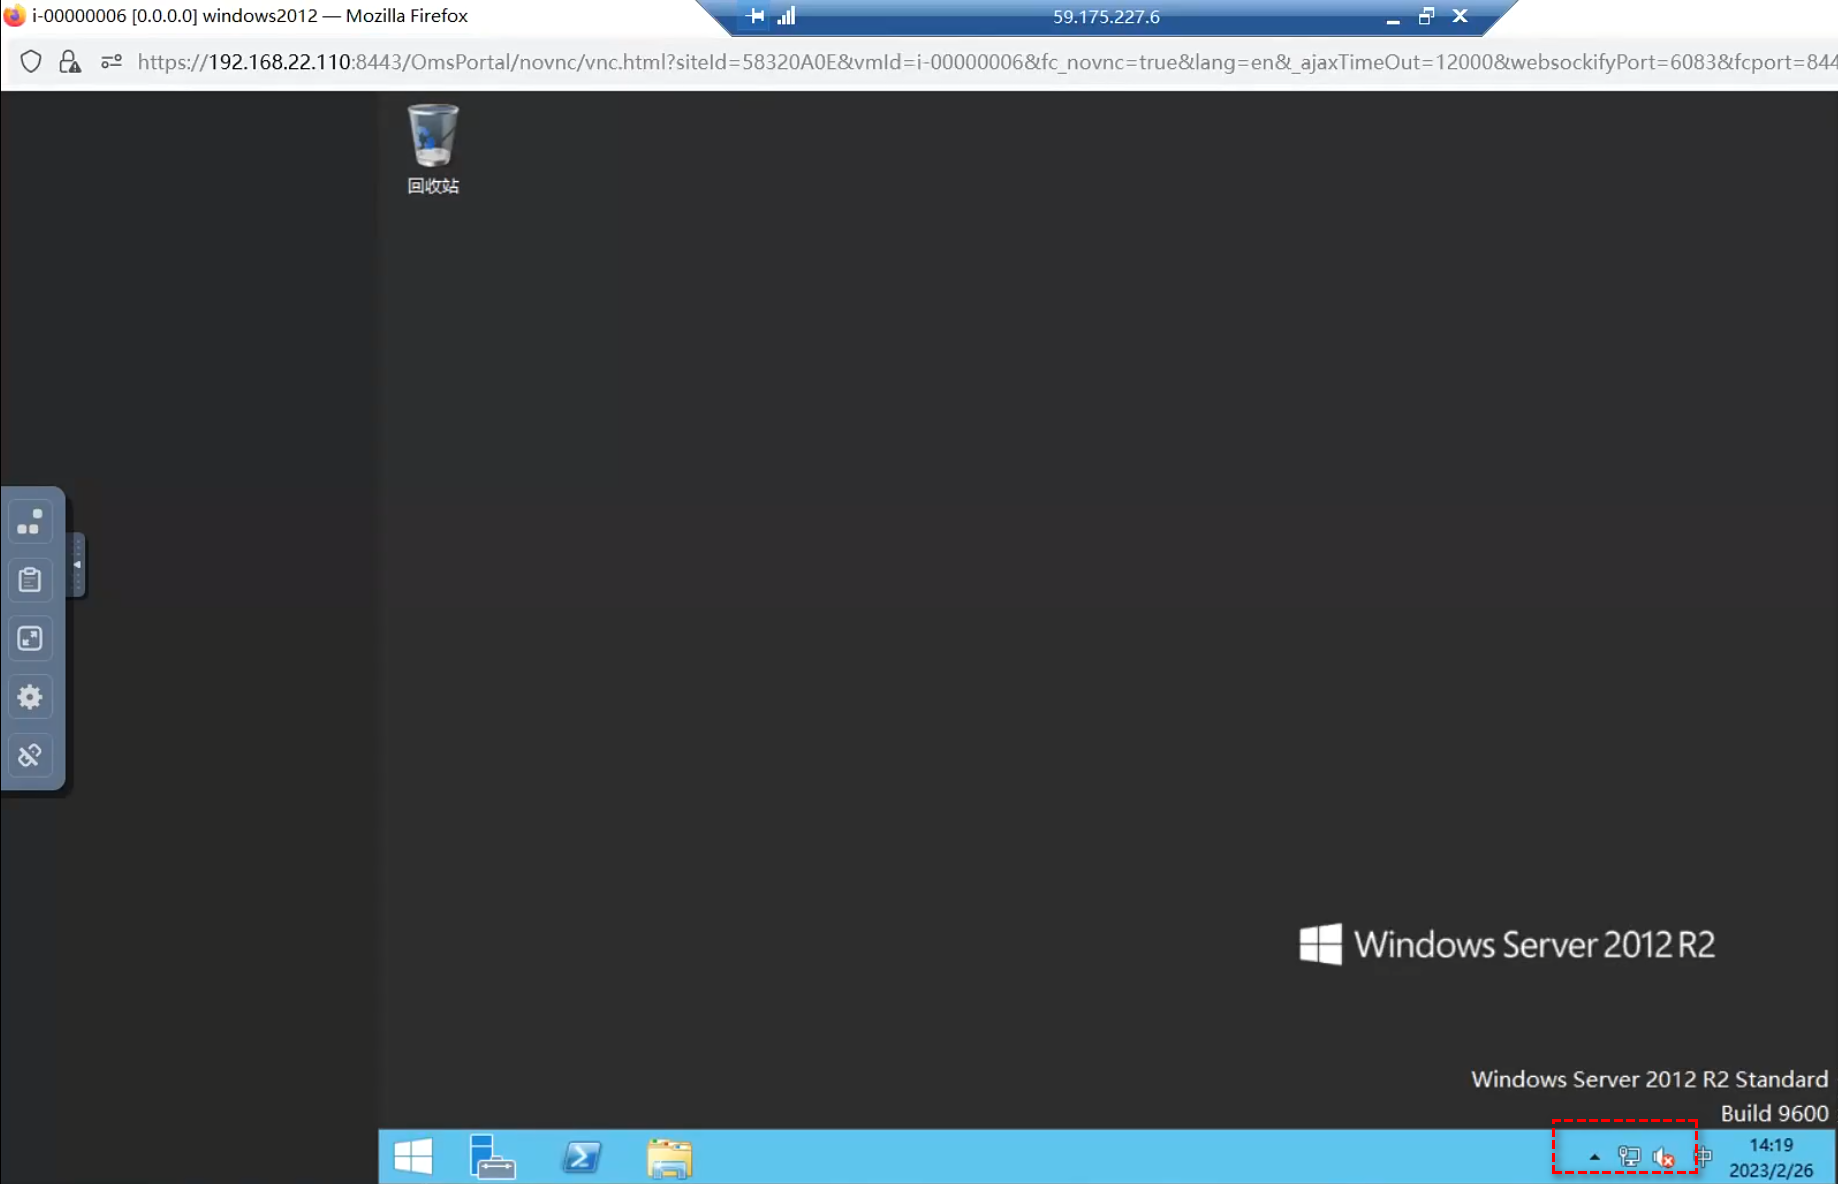 i-00000006 [0.0.0.0] windows2012 — Mozilla Firefox
59.175.227.6
https://192.168.22.110:8443/OmsPortal/novnc/vnc.html?siteId=58320A0E&vmId=i-00000006&fc_novnc=true&lang=en&_ajaxTimeOut=12000&websockifyPort=6083&fcport=844
回收站
Windows Server 2012 R2
Windows Server 2012 R2 Standard
Build 9600
中
14:19
2023/2/26